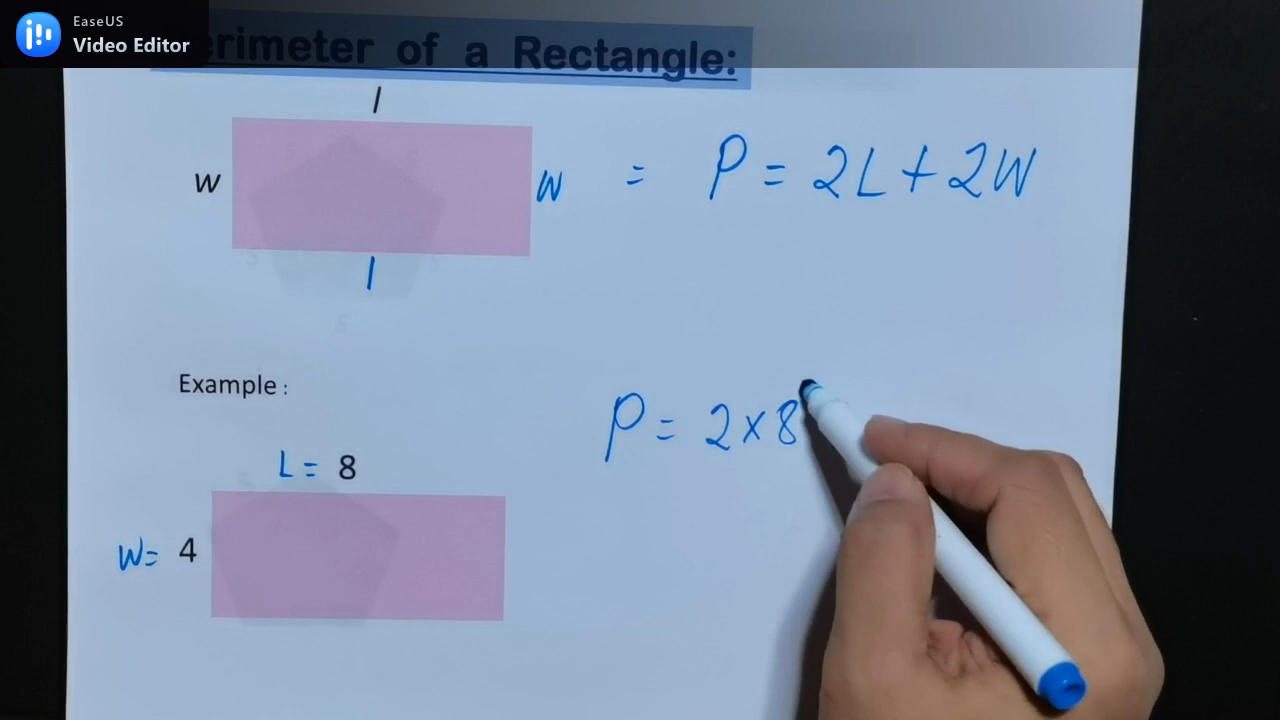 EaseUS
Video Editor
erimeter of a Rectangle:
l
w
w
= P = 2L + 2W
l
Example :
P = 2 x 8
L = 8
W = 4